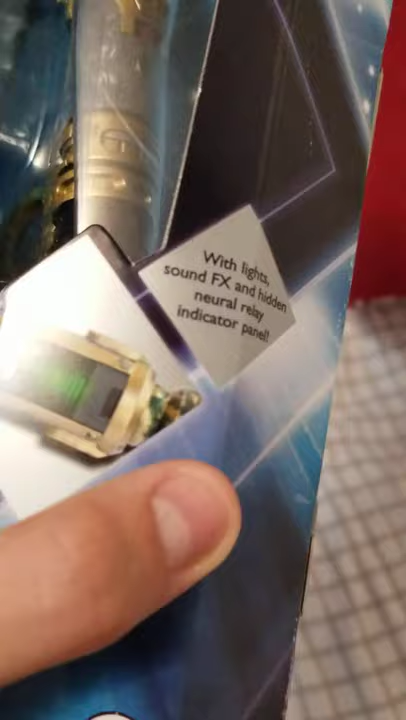 With lights,
sound FX and hidden
neural relay
indicator panel!